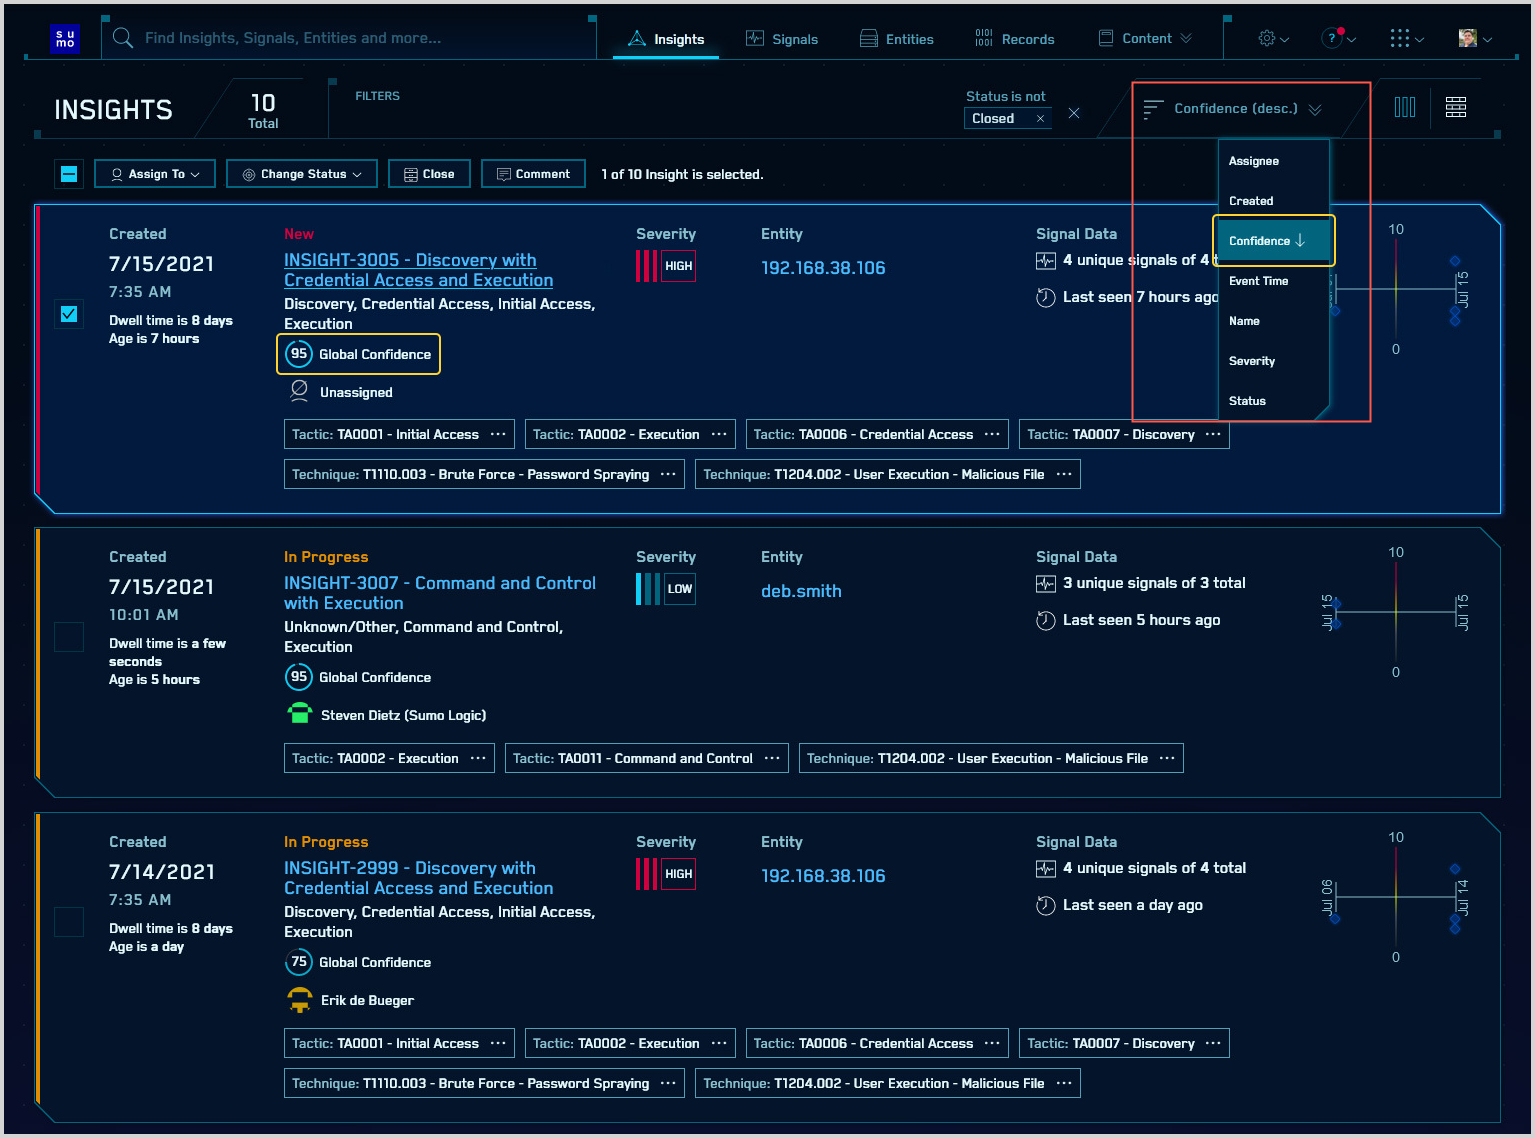 su
mo
Find Insights, Signals, Entities and more...
Insights
Signals
Entities
Records
Content
?
INSIGHTS
10
Total
FILTERS
Status is not
Closed ×
Confidence (desc.)
Assign To
Change Status
Close
Comment
1 of 10 Insight is selected.
Assignee
Created
Confidence ↓
Event Time
Name
Severity
Status
Created
7/15/2021
7:35 AM
Dwell time is 8 days
Age is 7 hours
New
INSIGHT-3005 - Discovery with
Credential Access and Execution
Discovery, Credential Access, Initial Access,
Execution
95 Global Confidence
Unassigned
Severity
HIGH
Entity
192.168.38.106
Signal Data
4 unique signals of 4 t
Last seen 7 hours ago
10
0
Jul 15
Tactic: TA0001 - Initial Access ···
Tactic: TA0002 - Execution ···
Tactic: TA0006 - Credential Access ···
Tactic: TA0007 - Discovery ···
Technique: T1110.003 - Brute Force - Password Spraying ···
Technique: T1204.002 - User Execution - Malicious File ···
Created
7/15/2021
10:01 AM
Dwell time is a few
seconds
Age is 5 hours
In Progress
INSIGHT-3007 - Command and Control
with Execution
Unknown/Other, Command and Control,
Execution
95 Global Confidence
Steven Dietz (Sumo Logic)
Severity
LOW
Entity
deb.smith
Signal Data
3 unique signals of 3 total
Last seen 5 hours ago
10
0
Jul 15
Jul 15
Tactic: TA0002 - Execution ···
Tactic: TA0011 - Command and Control ···
Technique: T1204.002 - User Execution - Malicious File ···
Created
7/14/2021
7:35 AM
Dwell time is 8 days
Age is a day
In Progress
INSIGHT-2999 - Discovery with
Credential Access and Execution
Discovery, Credential Access, Initial Access,
Execution
75 Global Confidence
Erik de Bueger
Severity
HIGH
Entity
192.168.38.106
Signal Data
4 unique signals of 4 total
Last seen a day ago
10
0
Jul 06
Jul 14
Tactic: TA0001 - Initial Access ···
Tactic: TA0002 - Execution ···
Tactic: TA0006 - Credential Access ···
Tactic: TA0007 - Discovery ···
Technique: T1110.003 - Brute Force - Password Spraying ···
Technique: T1204.002 - User Execution - Malicious File ···